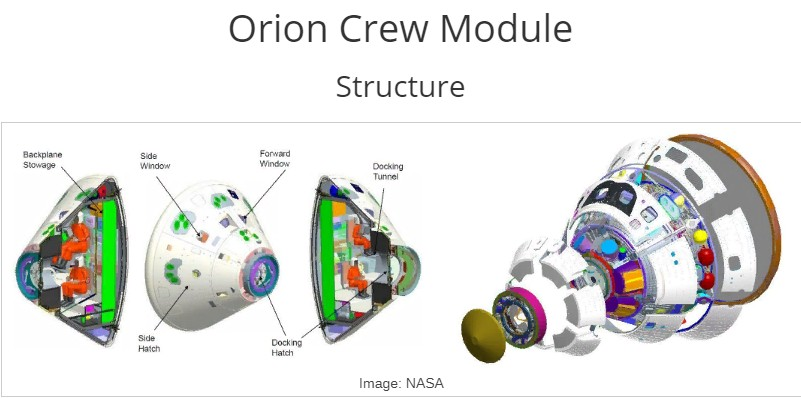 Orion Crew Module
Structure
Backplane
Stowage
Side
Window
Forward
Window
Docking
Tunnel
Side
Hatch
Docking
Hatch
Image: NASA